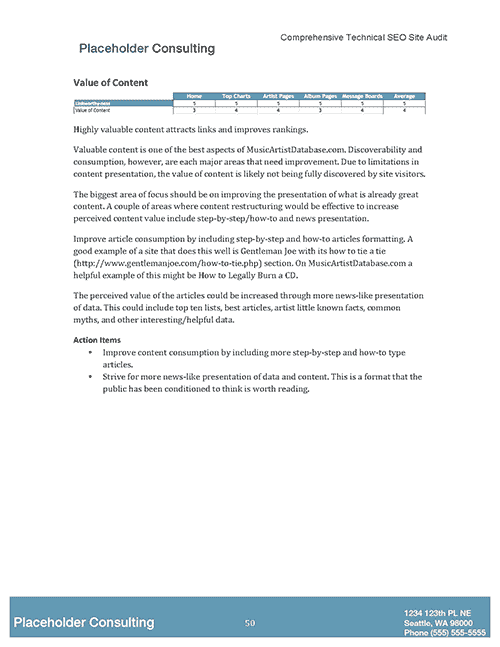 Comprehensive Technical SEO Site Audit
Placeholder Consulting
Value of Content
Home Top Charts Artist Pages Album Pages Message Boards Average
Linkworthy-ness 5 5 5 5 5 5
Value of Content 3 4 4 3 4 4
Highly valuable content attracts links and improves rankings.
Valuable content is one of the best aspects of MusicArtistDatabase.com. Discoverability and
consumption, however, are each major areas that need improvement. Due to limitations in
content presentation, the value of content is likely not being fully discovered by site visitors.
The biggest area of focus should be on improving the presentation of what is already great
content. A couple of areas where content restructuring would be effective to increase
perceived content value include step-by-step/how-to and news presentation.
Improve article consumption by including step-by-step and how-to articles formatting. A
good example of a site that does this well is Gentleman Joe with its how to tie a tie
(http://www.gentlemanjoe.com/how-to-tie.php) section. On MusicArtistDatabase.com a
helpful example of this might be How to Legally Burn a CD.
The perceived value of the articles could be increased through more news-like presentation
of data. This could include top ten lists, best articles, artist little known facts, common
myths, and other interesting/helpful data.
Action Items
• Improve content consumption by including more step-by-step and how-to type
articles.
• Strive for more news-like presentation of data and content. This is a format that the
public has been conditioned to think is worth reading.
Placeholder Consulting
50
1234 123th PL NE
Seattle, WA 98000
Phone (555) 555-5555